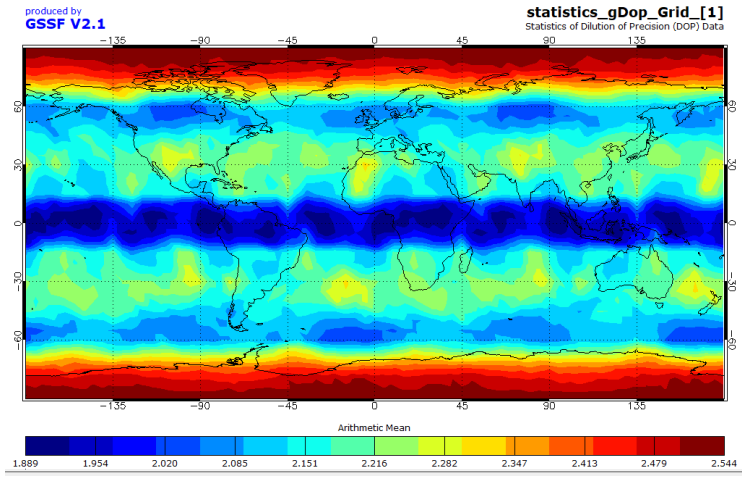 produced by
GSSF V2.1
statistics_gDop_Grid_[1]
Statistics of Dilution of Precision (DOP) Data
−135 −90 −45 0 45 90 135
60 60
30 30
0 0
−30 −30
−60 −60
−135 −90 −45 0 45 90 135
Arithmetic Mean
1.889 1.954 2.020 2.085 2.151 2.216 2.282 2.347 2.413 2.479 2.544